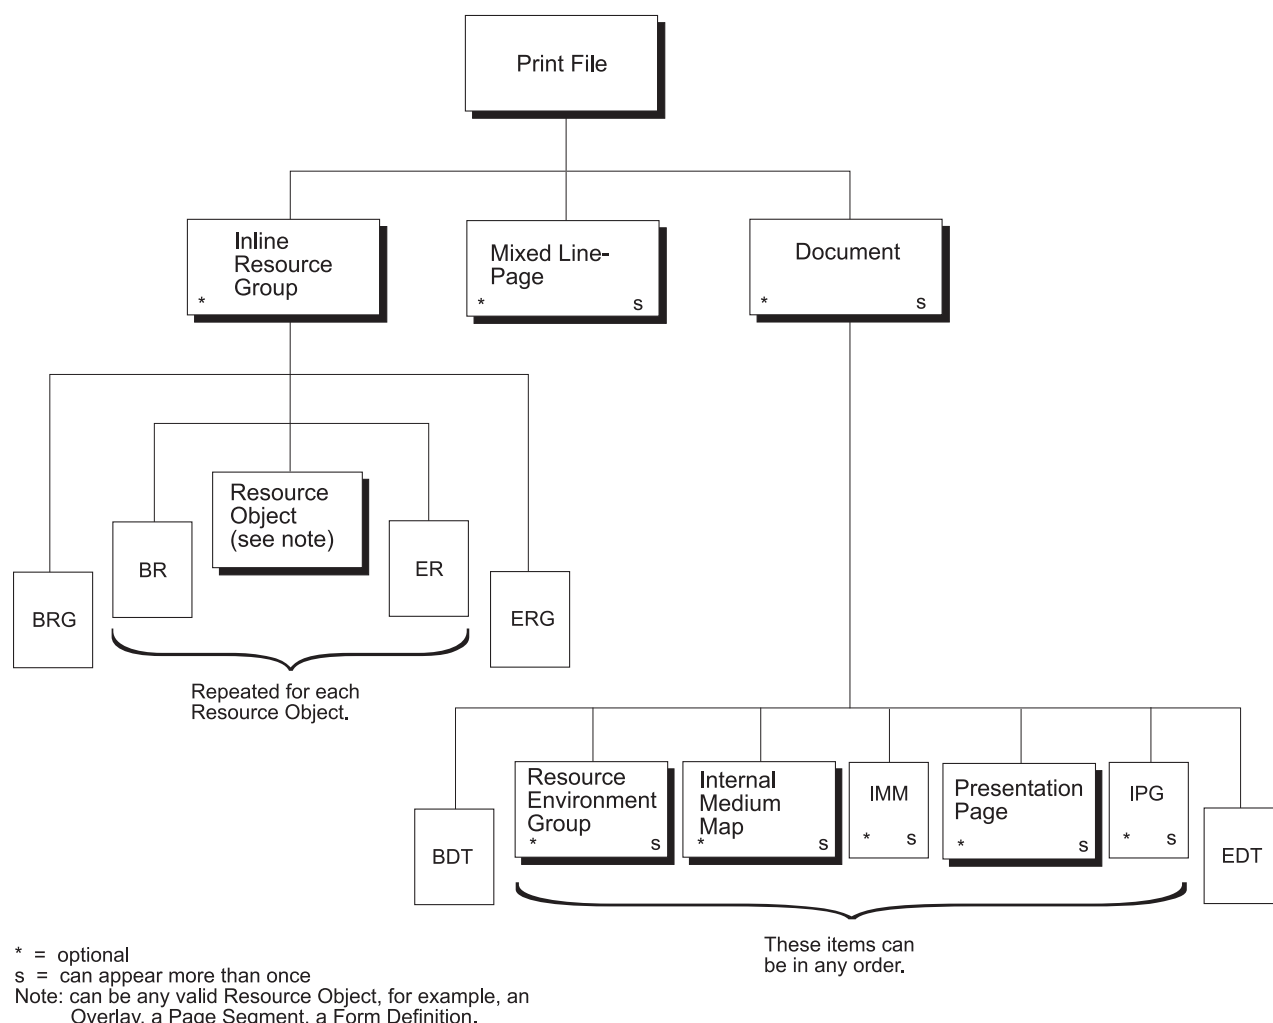 Print File
Inline
Resource
Group
*
Mixed Line-
Page
* s
Document
* s
Resource
Object
(see note)
BR
ER
BRG
ERG
Repeated for each
Resource Object.
Resource
Environment
Group
* s
Internal
Medium
Map
* s
IMM
* s
Presentation
Page
* s
IPG
* s
BDT
EDT
These items can
be in any order.
* = optional
s = can appear more than once
Note: can be any valid Resource Object, for example, an
Overlay, a Page Segment, a Form Definition.